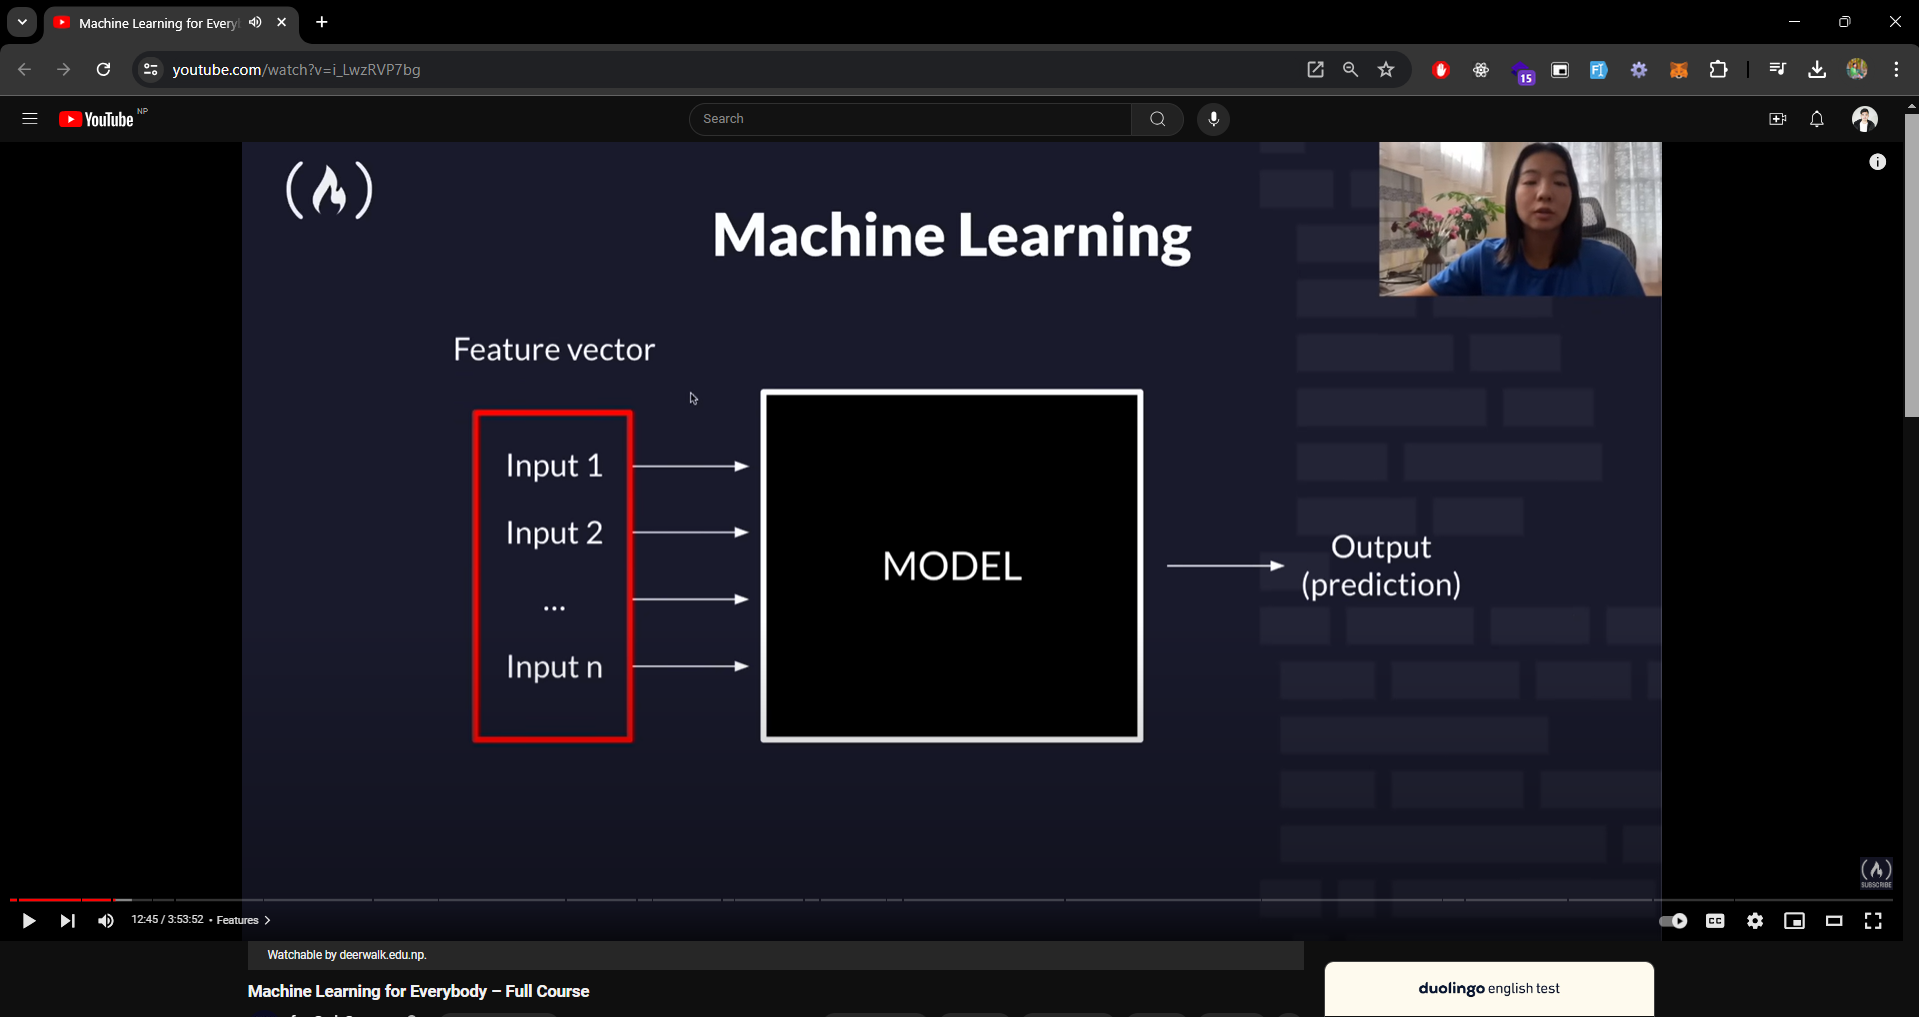 Machine Learning for Every
youtube.com/watch?v=i_LwzRVP7bg
15
YouTube NP
Search
Machine Learning
Feature vector
Input 1
Input 2
...
Input n
MODEL
Output
(prediction)
SUBSCRIBE
12:45 / 3:53:52 • Features >
CC
Watchable by deerwalk.edu.np.
Machine Learning for Everybody – Full Course
duolingo english test